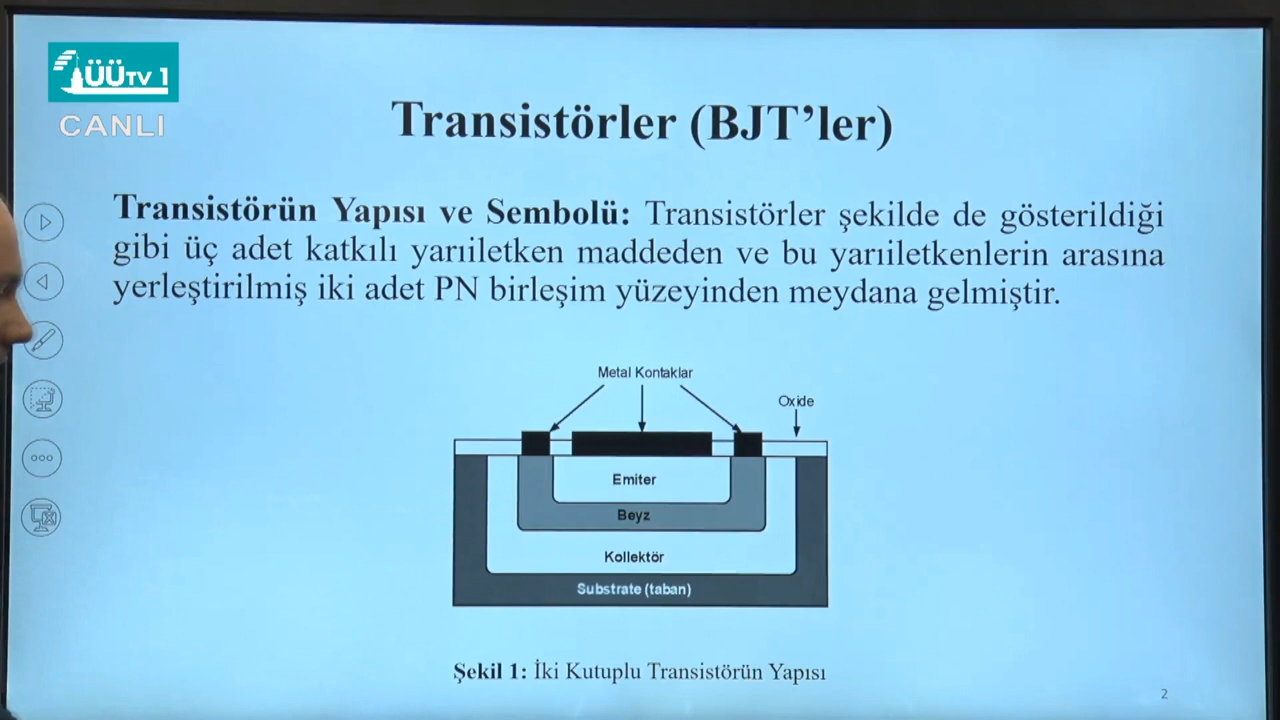 ÜÜTV 1
CANLI
Transistörler (BJT’ler)
Transistörün Yapısı ve Sembolü: Transistörler şekilde de gösterildiği
gibi üç adet katkılı yarıiletken maddeden ve bu yarıiletkenlerin arasına
yerleştirilmiş iki adet PN birleşim yüzeyinden meydana gelmiştir.
Metal Kontaklar
Oxide
Emiter
Beyz
Kollektör
Substrate (taban)
Şekil 1: İki Kutuplu Transistörün Yapısı
2